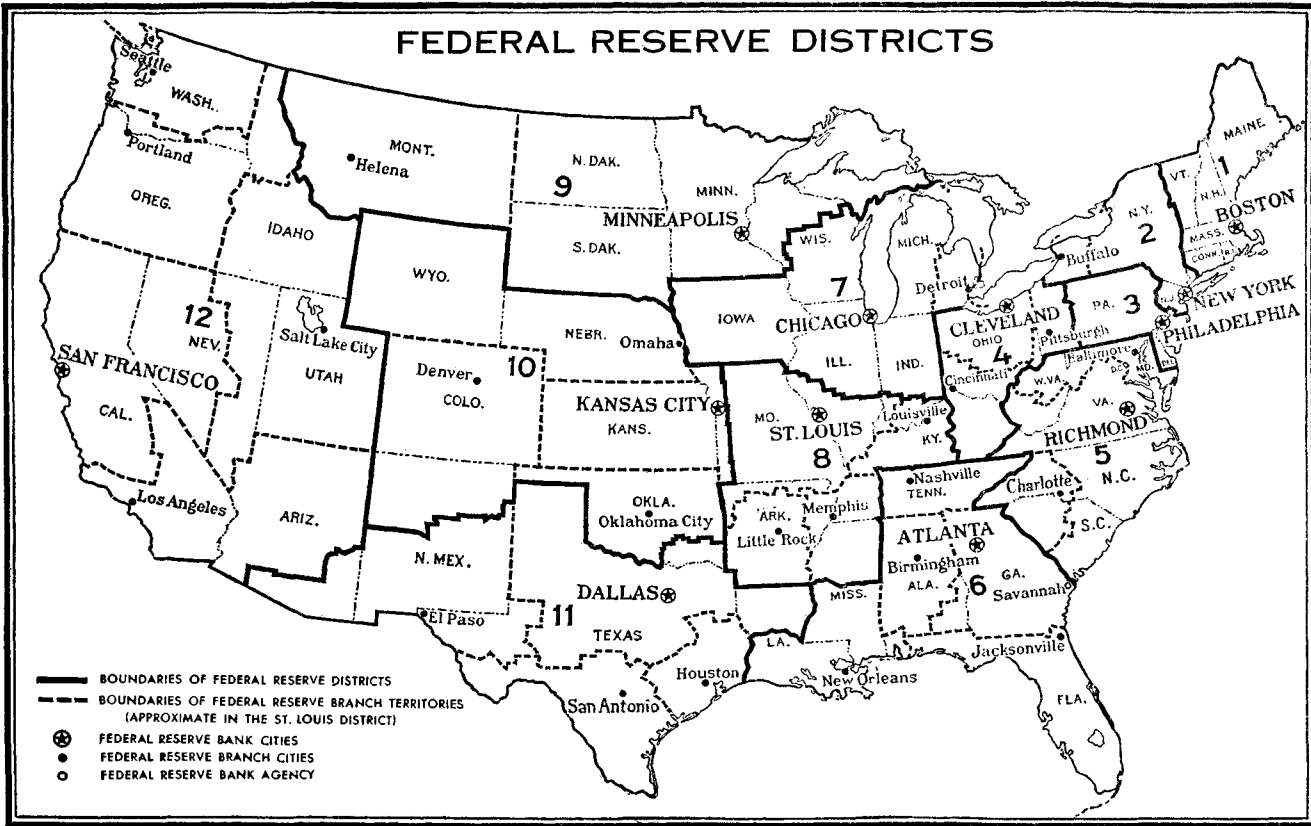 FEDERAL RESERVE DISTRICTS
Seattle
WASH.
Portland
OREG.
IDAHO
MONT.
Helena
N. DAK.
9
S. DAK.
MINN.
MINNEAPOLIS
WIS.
MICH.
7
Detroit
WYO.
IOWA
CHICAGO
ILL.
IND.
NEBR.
Omaha
12
NEV.
Salt Lake City
UTAH
SAN FRANCISCO
CAL.
Los Angeles
ARIZ.
10
Denver
COLO.
KANSAS CITY
KANS.
MO.
ST. LOUIS
8
Louisville
KY.
CLEVELAND
OHIO
4
Cincinnati
Pittsburgh
PA.
3
MAINE
1
VT.
N.H.
BOSTON
MASS.
CONN.
R.I.
N.Y.
2
Buffalo
N.J.
NEW YORK
PHILADELPHIA
Baltimore
D.C.
MD.
DEL.
W.VA.
VA.
RICHMOND
5
N.C.
Charlotte
S.C.
Nashville
TENN.
Memphis
ARK.
Little Rock
OKLA.
Oklahoma City
N. MEX.
El Paso
DALLAS
11
TEXAS
Houston
San Antonio
LA.
New Orleans
MISS.
ATLANTA
Birmingham
ALA.
6
GA.
Savannah
Jacksonville
FLA.
BOUNDARIES OF FEDERAL RESERVE DISTRICTS
BOUNDARIES OF FEDERAL RESERVE BRANCH TERRITORIES
(APPROXIMATE IN THE ST. LOUIS DISTRICT)
FEDERAL RESERVE BANK CITIES
FEDERAL RESERVE BRANCH CITIES
FEDERAL RESERVE BANK AGENCY